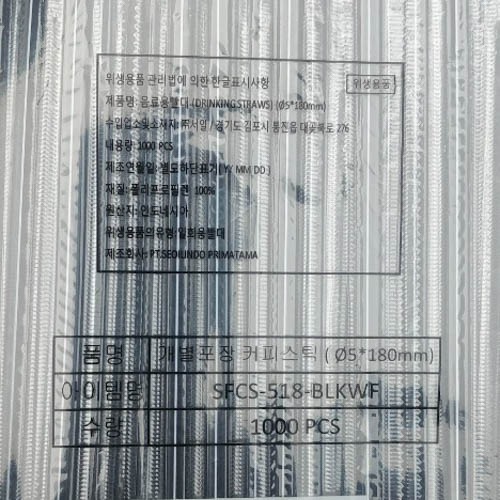 위생용품 관리법에 의한 한글표시사항
위생용품
제품명: 음료용빨대 (DRINKING STRAWS) (Ø5*180mm)
수입업소및소재지: ㈜서일 / 경기도 김포시 통진읍 대곶북로 276
내용량: 1000 PCS
제조연월일: 별도하단표기 ( YY MM DD )
재질: 폴리프로필렌 100%
원산지: 인도네시아
위생용품의유형: 일회용빨대
제조회사: PT.SEOILINDO PRIMATAMA
품명 개별포장 커피스틱 ( Ø5*180mm)
아이템명 SFCS-518-BLKWF
수량 1000 PCS